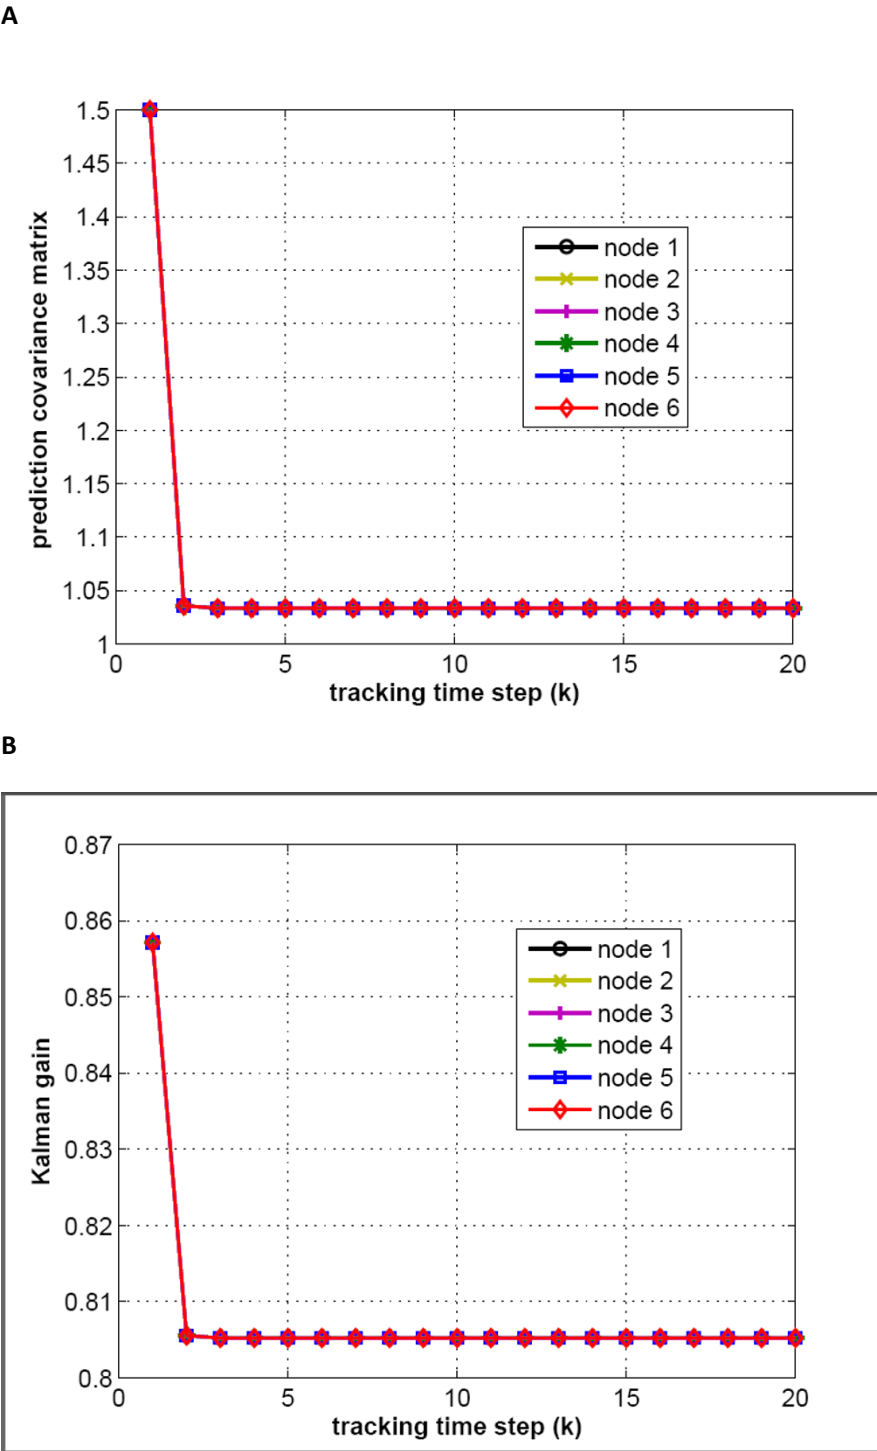 A
1.5
1.45
1.4
1.35
1.3
1.25
1.2
1.15
1.1
1.05
1
prediction covariance matrix
node 1
node 2
node 3
node 4
node 5
node 6
0 5 10 15 20
tracking time step (k)
B
0.87
0.86
0.85
0.84
0.83
0.82
0.81
0.8
Kalman gain
node 1
node 2
node 3
node 4
node 5
node 6
0 5 10 15 20
tracking time step (k)